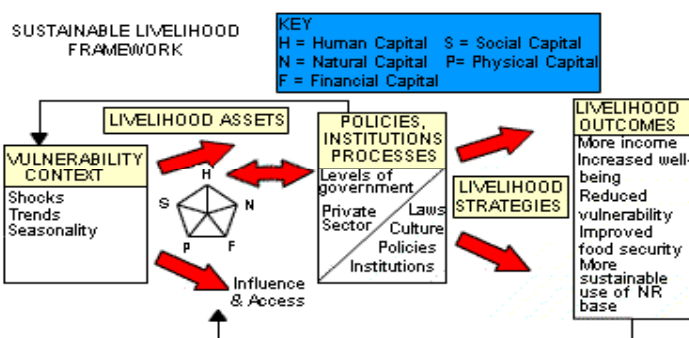 SUSTAINABLE LIVELIHOOD
FRAMEWORK
KEY
H = Human Capital S = Social Capital
N = Natural Capital P= Physical Capital
F = Financial Capital
LIVELIHOOD ASSETS
VULNERABILITY
CONTEXT
Shocks
Trends
Seasonality
H
S
N
P
F
Influence
& Access
POLICIES,
INSTITUTIONS
PROCESSES
Levels of
government
Private
Sector
Laws
Culture
Policies
Institutions
LIVELIHOOD
STRATEGIES
LIVELIHOOD
OUTCOMES
More income
Increased well-
being
Reduced
vulnerability
Improved
food security
More
sustainable
use of NR
base